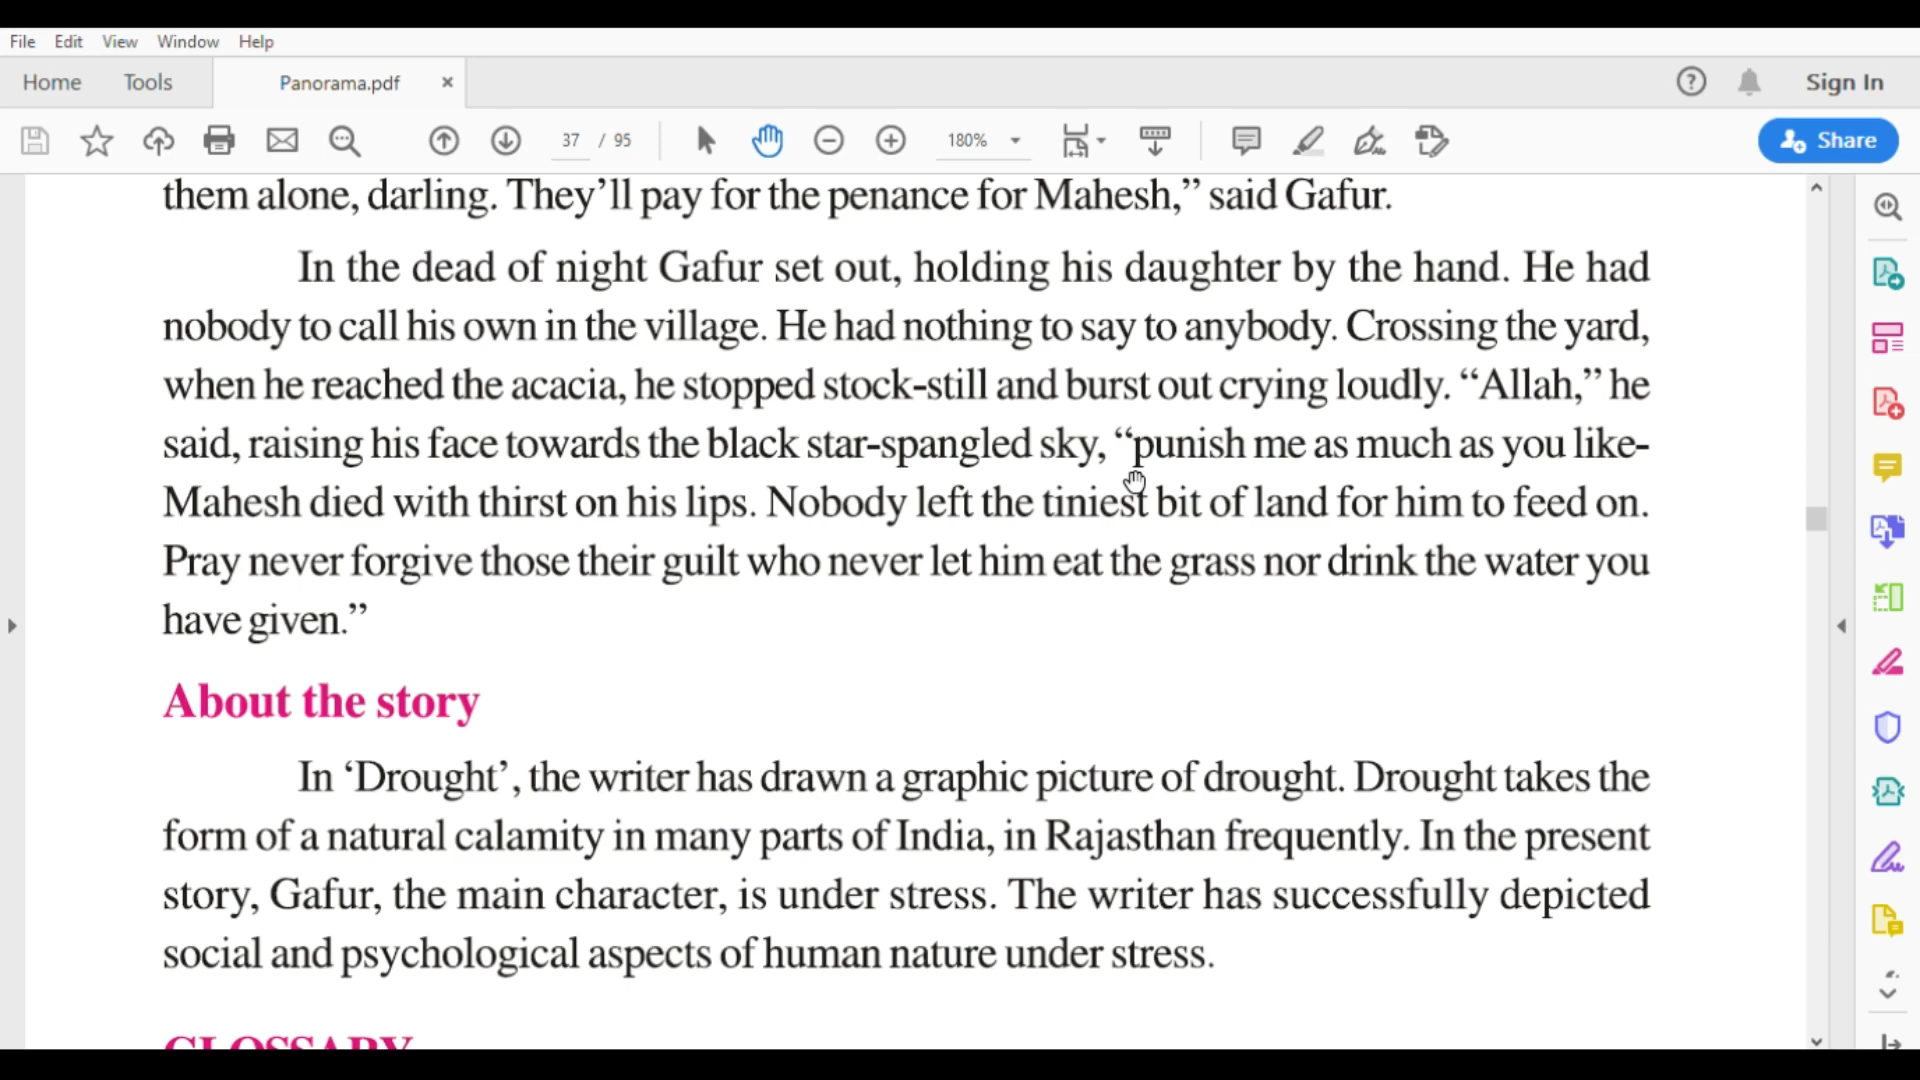 File Edit View Window Help
Home Tools Panorama.pdf × Sign In
37 / 95 180% Share
them alone, darling. They’ll pay for the penance for Mahesh,” said Gafur.
In the dead of night Gafur set out, holding his daughter by the hand. He had
nobody to call his own in the village. He had nothing to say to anybody. Crossing the yard,
when he reached the acacia, he stopped stock-still and burst out crying loudly. “Allah,” he
said, raising his face towards the black star-spangled sky, “punish me as much as you like-
Mahesh died with thirst on his lips. Nobody left the tiniest bit of land for him to feed on.
Pray never forgive those their guilt who never let him eat the grass nor drink the water you
have given.”
About the story
In ‘Drought’, the writer has drawn a graphic picture of drought. Drought takes the
form of a natural calamity in many parts of India, in Rajasthan frequently. In the present
story, Gafur, the main character, is under stress. The writer has successfully depicted
social and psychological aspects of human nature under stress.
GLOSSARY